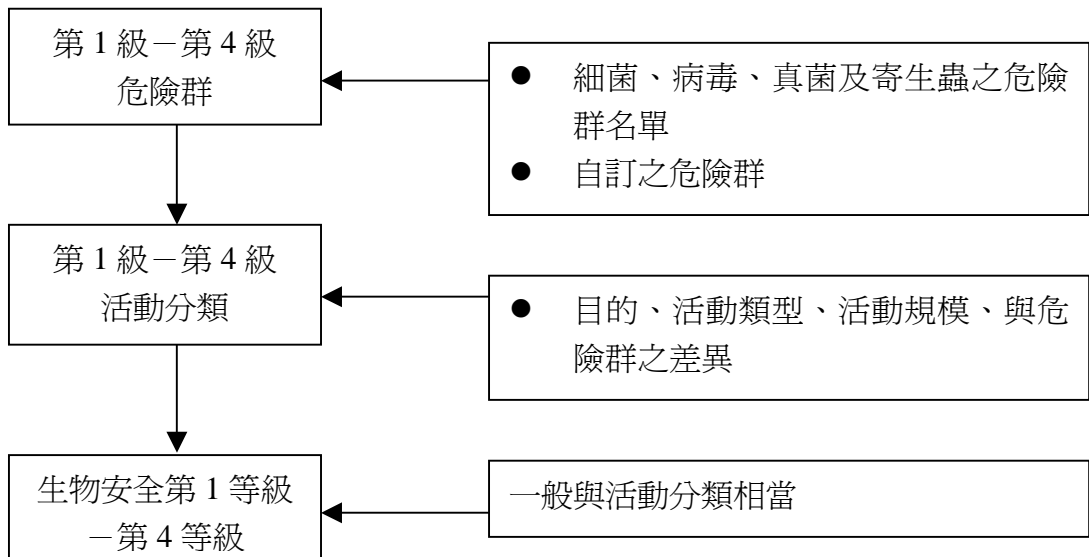 第 1 級－第 4 級
危險群
● 細菌、病毒、真菌及寄生蟲之危險
群名單
● 自訂之危險群
第 1 級－第 4 級
活動分類
● 目的、活動類型、活動規模、與危
險群之差異
生物安全第 1 等級
－第 4 等級
一般與活動分類相當